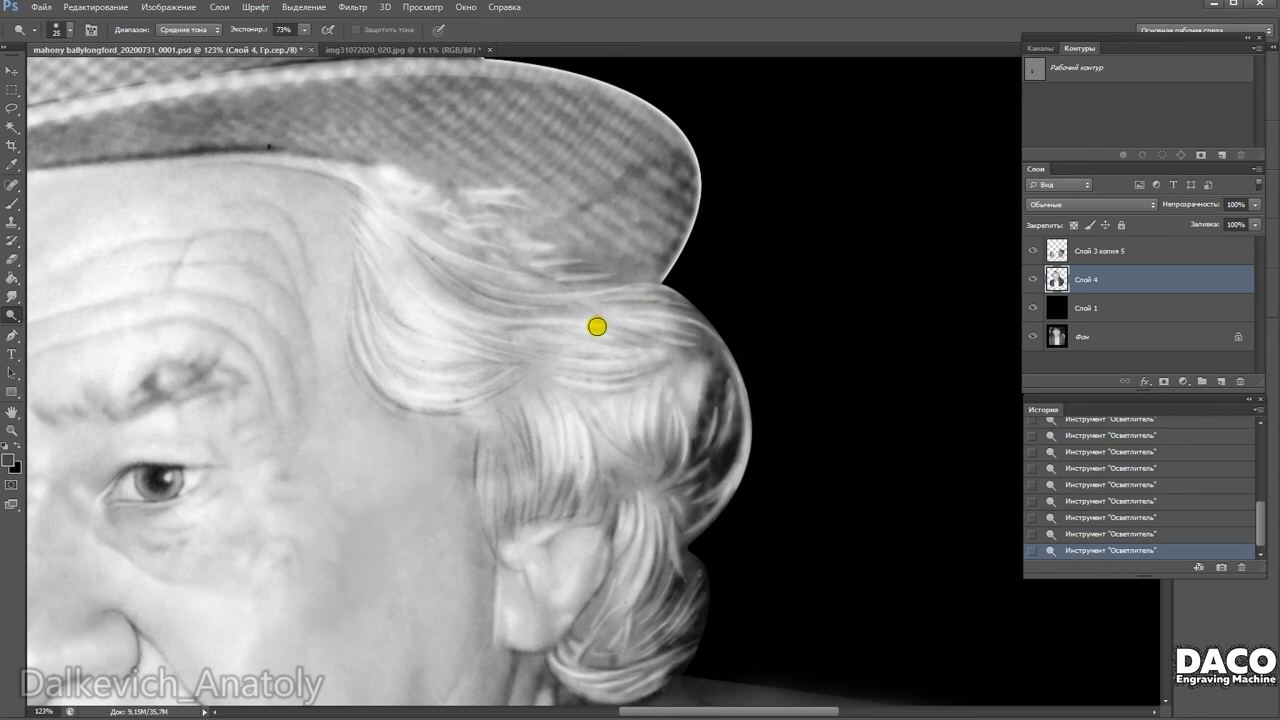 Ps Файл Редактирование Изображение Слои Шрифт Выделение Фильтр 3D Просмотр Окно Справка
25 Диапазон: Средние тона Экспонир.: 73% Защитить тона Основная рабочая среда
mahony ballylongford_20200731_0001.psd @ 123% (Слой 4, Гр.сер./8) * × img31072020_020.jpg @ 11,1% (RGB/8#) * ×
Каналы Контуры
Рабочий контур
Слои
Вид
Обычные Непрозрачность: 100%
Закрепить: Заливка: 100%
Слой 3 копия 5
Слой 4
Слой 1
Фон
История
Инструмент "Осветлитель"
Инструмент "Осветлитель"
Инструмент "Осветлитель"
Инструмент "Осветлитель"
Инструмент "Осветлитель"
Инструмент "Осветлитель"
Инструмент "Осветлитель"
Инструмент "Осветлитель"
Инструмент "Осветлитель"
DACO
Engraving Machine
Dalkevich_Anatoly
123% Док: 9,15M/35,7M